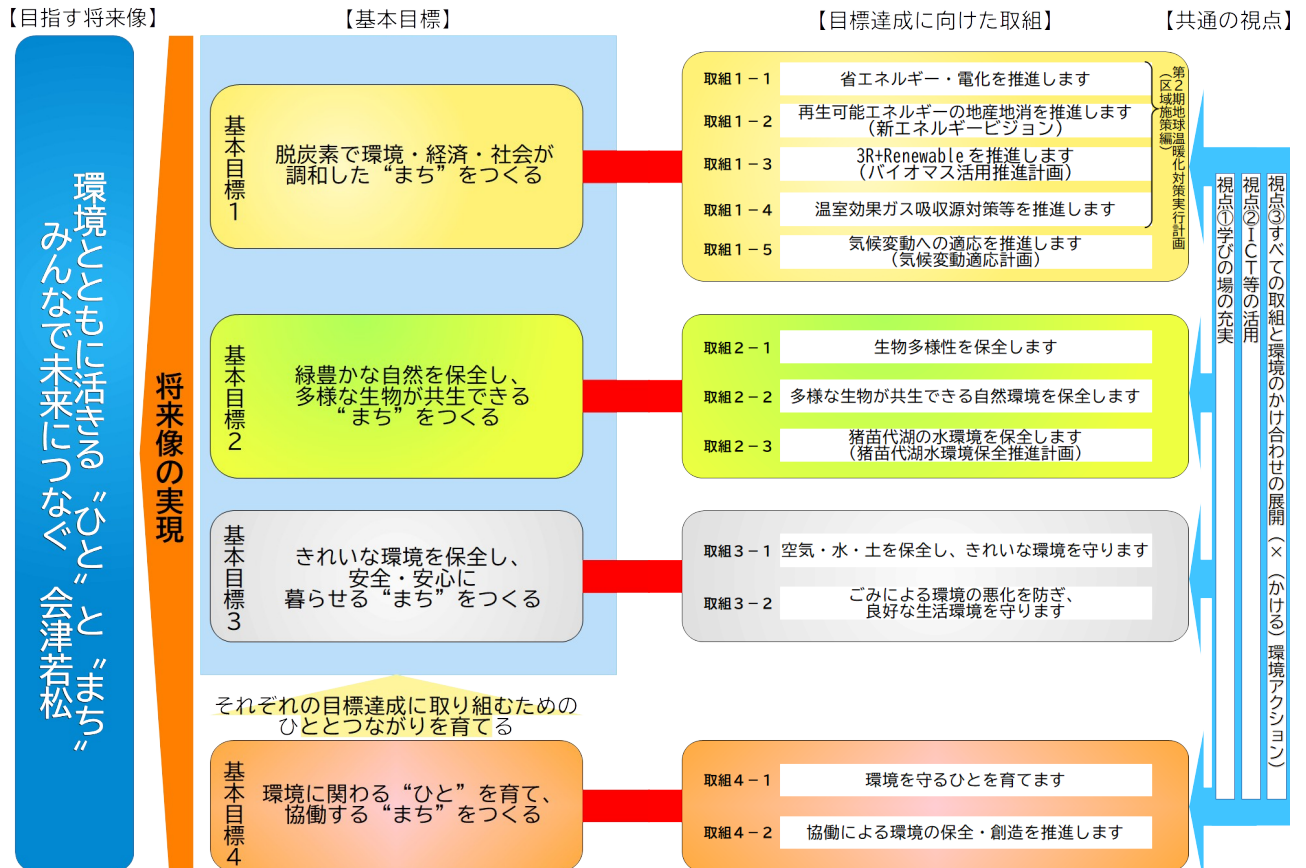 【目指す将来像】
【基本目標】
【目標達成に向けた取組】
【共通の視点】
環境とともに活きる〝ひと〟と〝まち〟
みんなで未来につなぐ 会津若松
将来像の実現
基本目標1
脱炭素で環境・経済・社会が
調和した“まち”をつくる
取組1-1
省エネルギー・電化を推進します
取組1-2
再生可能エネルギーの地産地消を推進します
(新エネルギービジョン)
取組1-3
3R+Renewableを推進します
(バイオマス活用推進計画)
取組1-4
温室効果ガス吸収源対策等を推進します
取組1-5
気候変動への適応を推進します
(気候変動適応計画)
第2期地球温暖化対策実行計画
(区域施策編)
基本目標2
緑豊かな自然を保全し、
多様な生物が共生できる
“まち”をつくる
取組2-1
生物多様性を保全します
取組2-2
多様な生物が共生できる自然環境を保全します
取組2-3
猪苗代湖の水環境を保全します
(猪苗代湖水環境保全推進計画)
基本目標3
きれいな環境を保全し、
安全・安心に
暮らせる“まち”をつくる
取組3-1
空気・水・土を保全し、きれいな環境を守ります
取組3-2
ごみによる環境の悪化を防ぎ、
良好な生活環境を守ります
それぞれの目標達成に取り組むための
ひととつながりを育てる
基本目標4
環境に関わる“ひと”を育て、
協働する“まち”をつくる
取組4-1
環境を守るひとを育てます
取組4-2
協働による環境の保全・創造を推進します
視点①学びの場の充実
視点②ICT等の活用
視点③すべての取組と環境のかけ合わせの展開(×(かける)環境アクション)